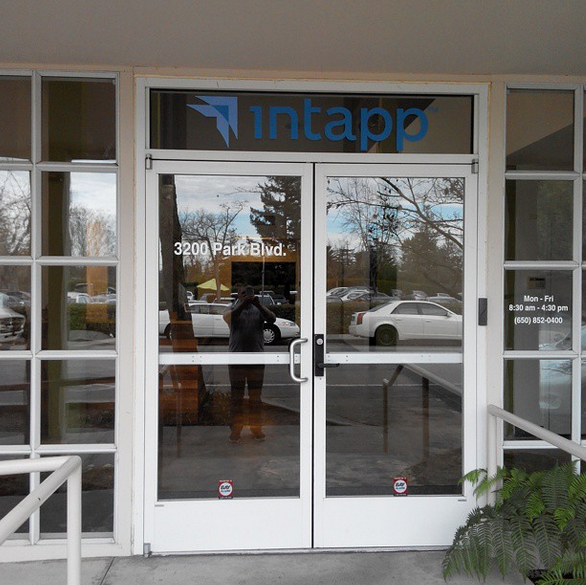 intapp
3200 Park Blvd.
Mon - Fri
8:30 am - 4:30 pm
(650) 852-0400